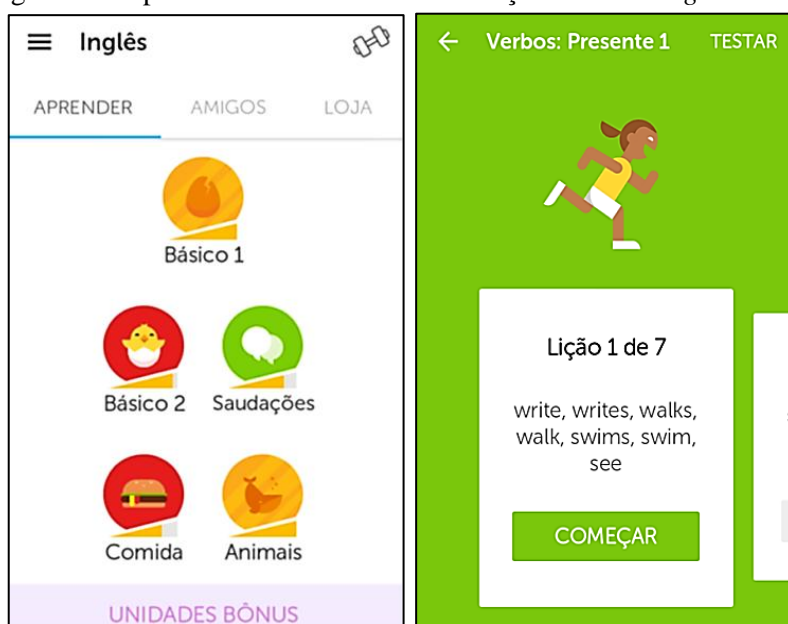 Inglês
APRENDER AMIGOS LOJA
Básico 1
Básico 2 Saudações
Comida Animais
UNIDADES BÔNUS
Verbos: Presente 1 TESTAR
Lição 1 de 7
write, writes, walks,
walk, swims, swim,
see
COMEÇAR